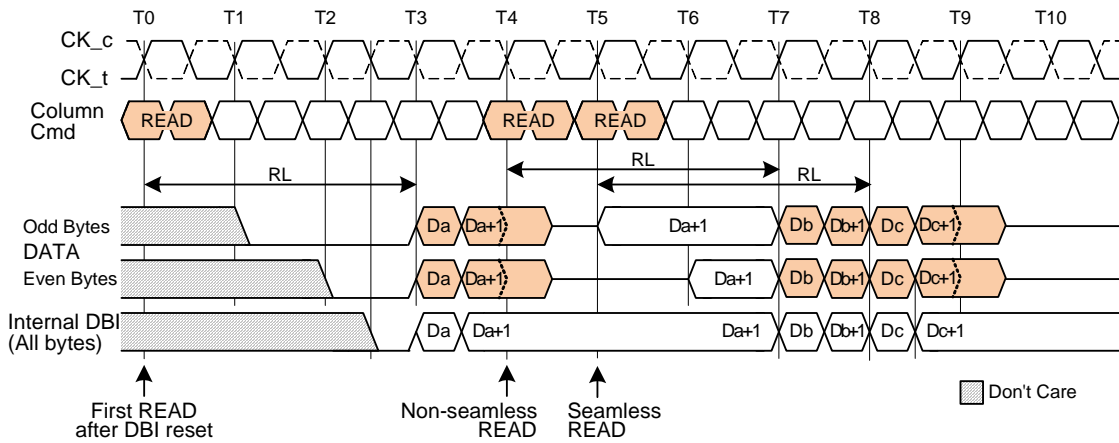 T0 T1 T2 T3 T4 T5 T6 T7 T8 T9 T10
CK_c
CK_t
Column
Cmd
READ READ READ
RL
RL RL
Odd Bytes
Da Da+1 Da+1 Db Db+1 Dc Dc+1
DATA
Even Bytes
Da Da+1 Da+1 Db Db+1 Dc Dc+1
Internal DBI
(All bytes)
Da Da+1 Da+1 Db Db+1 Dc Dc+1
First READ
after DBI reset
Non-seamless
READ
Seamless
READ
Don't Care